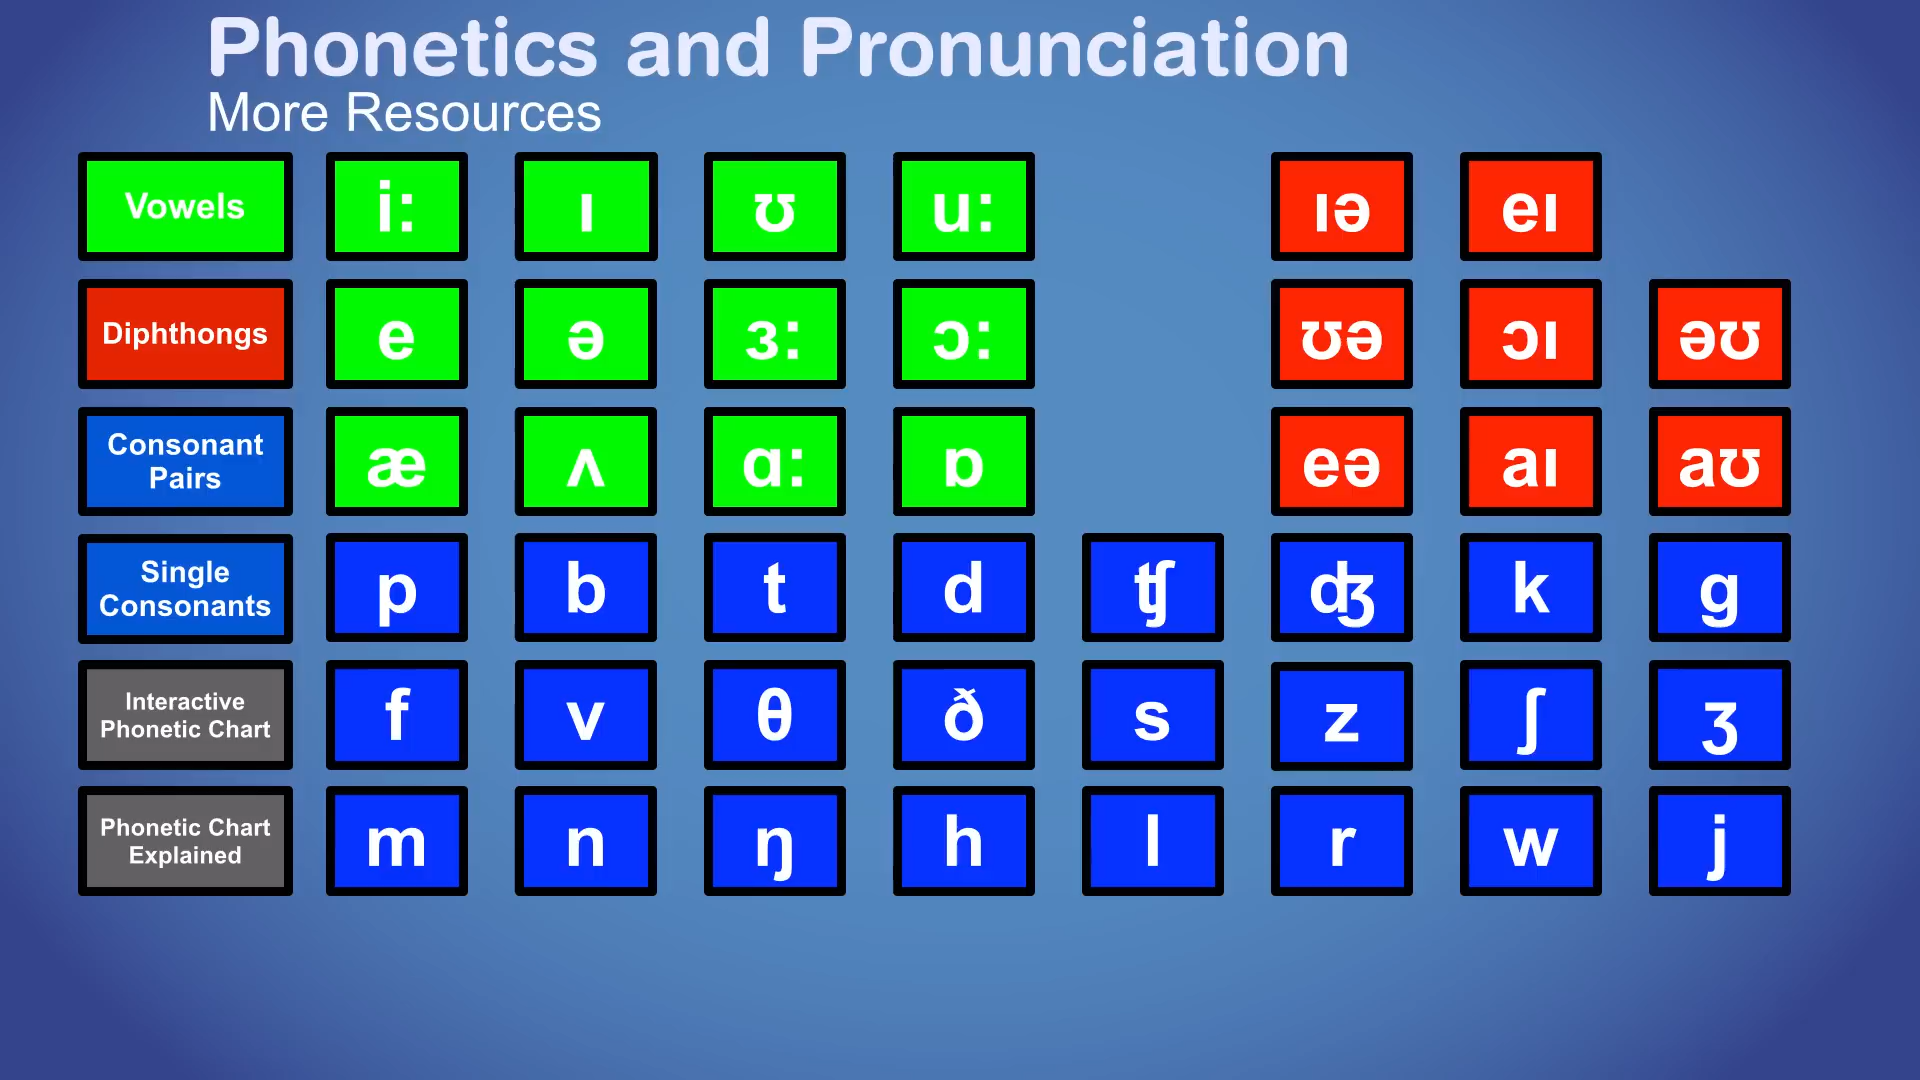 Phonetics and Pronunciation
More Resources
Vowels i: ɪ ʊ u: ɪə eɪ
Diphthongs e ə ɜ: ɔ: ʊə ɔɪ əʊ
Consonant
Pairs
æ ʌ ɑ: ɒ eə aɪ aʊ
Single
Consonants
p b t d ʧ ʤ k g
Interactive
Phonetic Chart
f v θ ð s z ʃ ʒ
Phonetic Chart
Explained
m n ŋ h l r w j